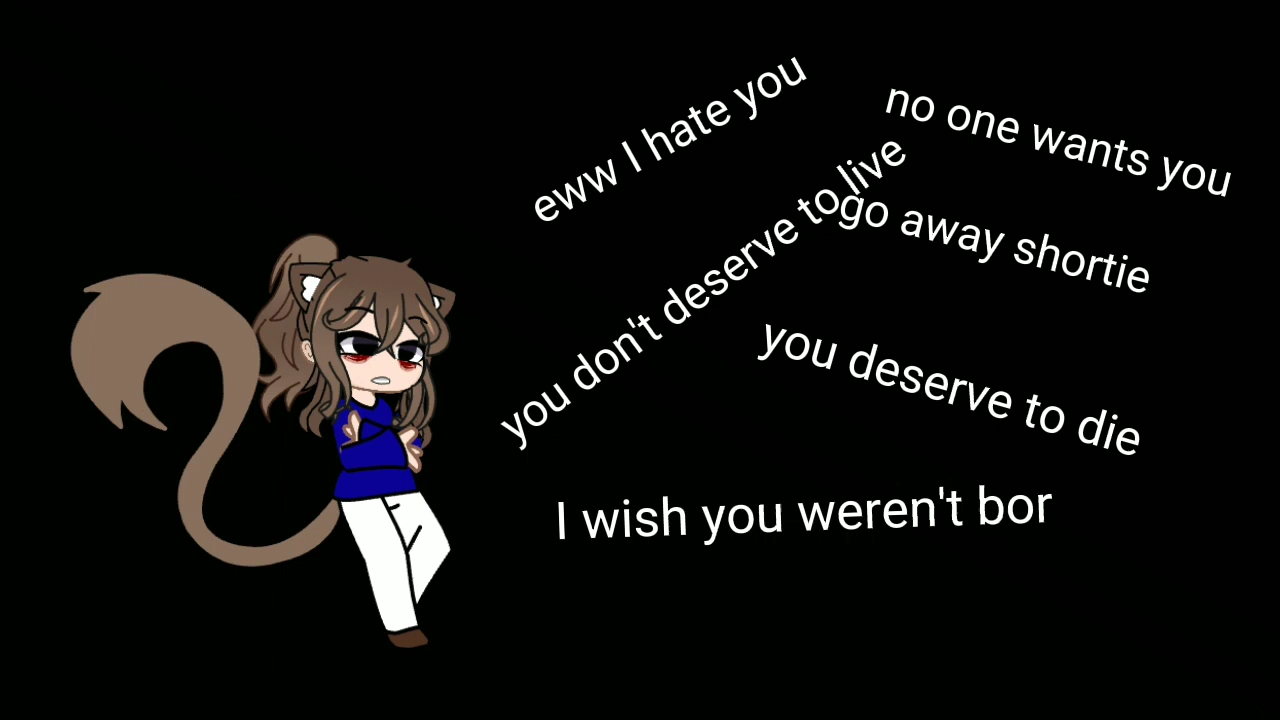 eww I hate you
no one wants you
you don't deserve to live
go away shortie
you deserve to die
I wish you weren't bor